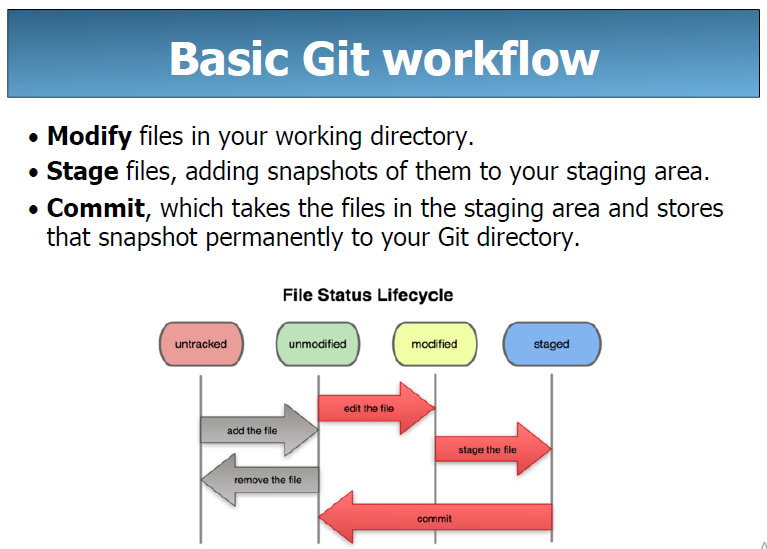 Basic Git workflow
• Modify files in your working directory.
• Stage files, adding snapshots of them to your staging area.
• Commit, which takes the files in the staging area and stores
that snapshot permanently to your Git directory.
File Status Lifecycle
untracked unmodified modified staged
edit the file
add the file
stage the file
remove the file
commit